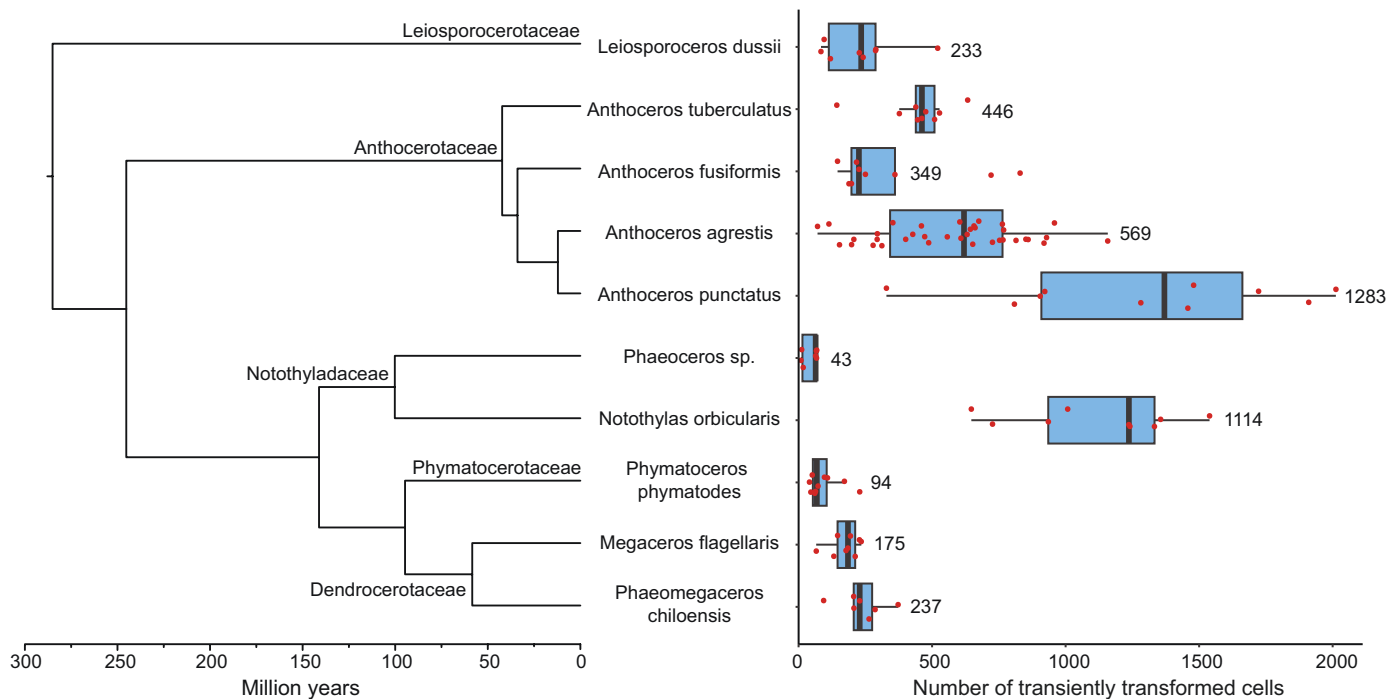 Leiosporocerotaceae
Leiosporoceros dussii
233
Anthoceros tuberculatus
446
Anthocerotaceae
Anthoceros fusiformis
349
Anthoceros agrestis
569
Anthoceros punctatus
1283
Phaeoceros sp.
43
Notothyladaceae
Notothylas orbicularis
1114
Phymatocerotaceae
Phymatoceros
phymatodes
94
Megaceros flagellaris
175
Dendrocerotaceae
Phaeomegaceros
chiloensis
237
300 250 200 150 100 50 0
Million years
0 500 1000 1500 2000
Number of transiently transformed cells